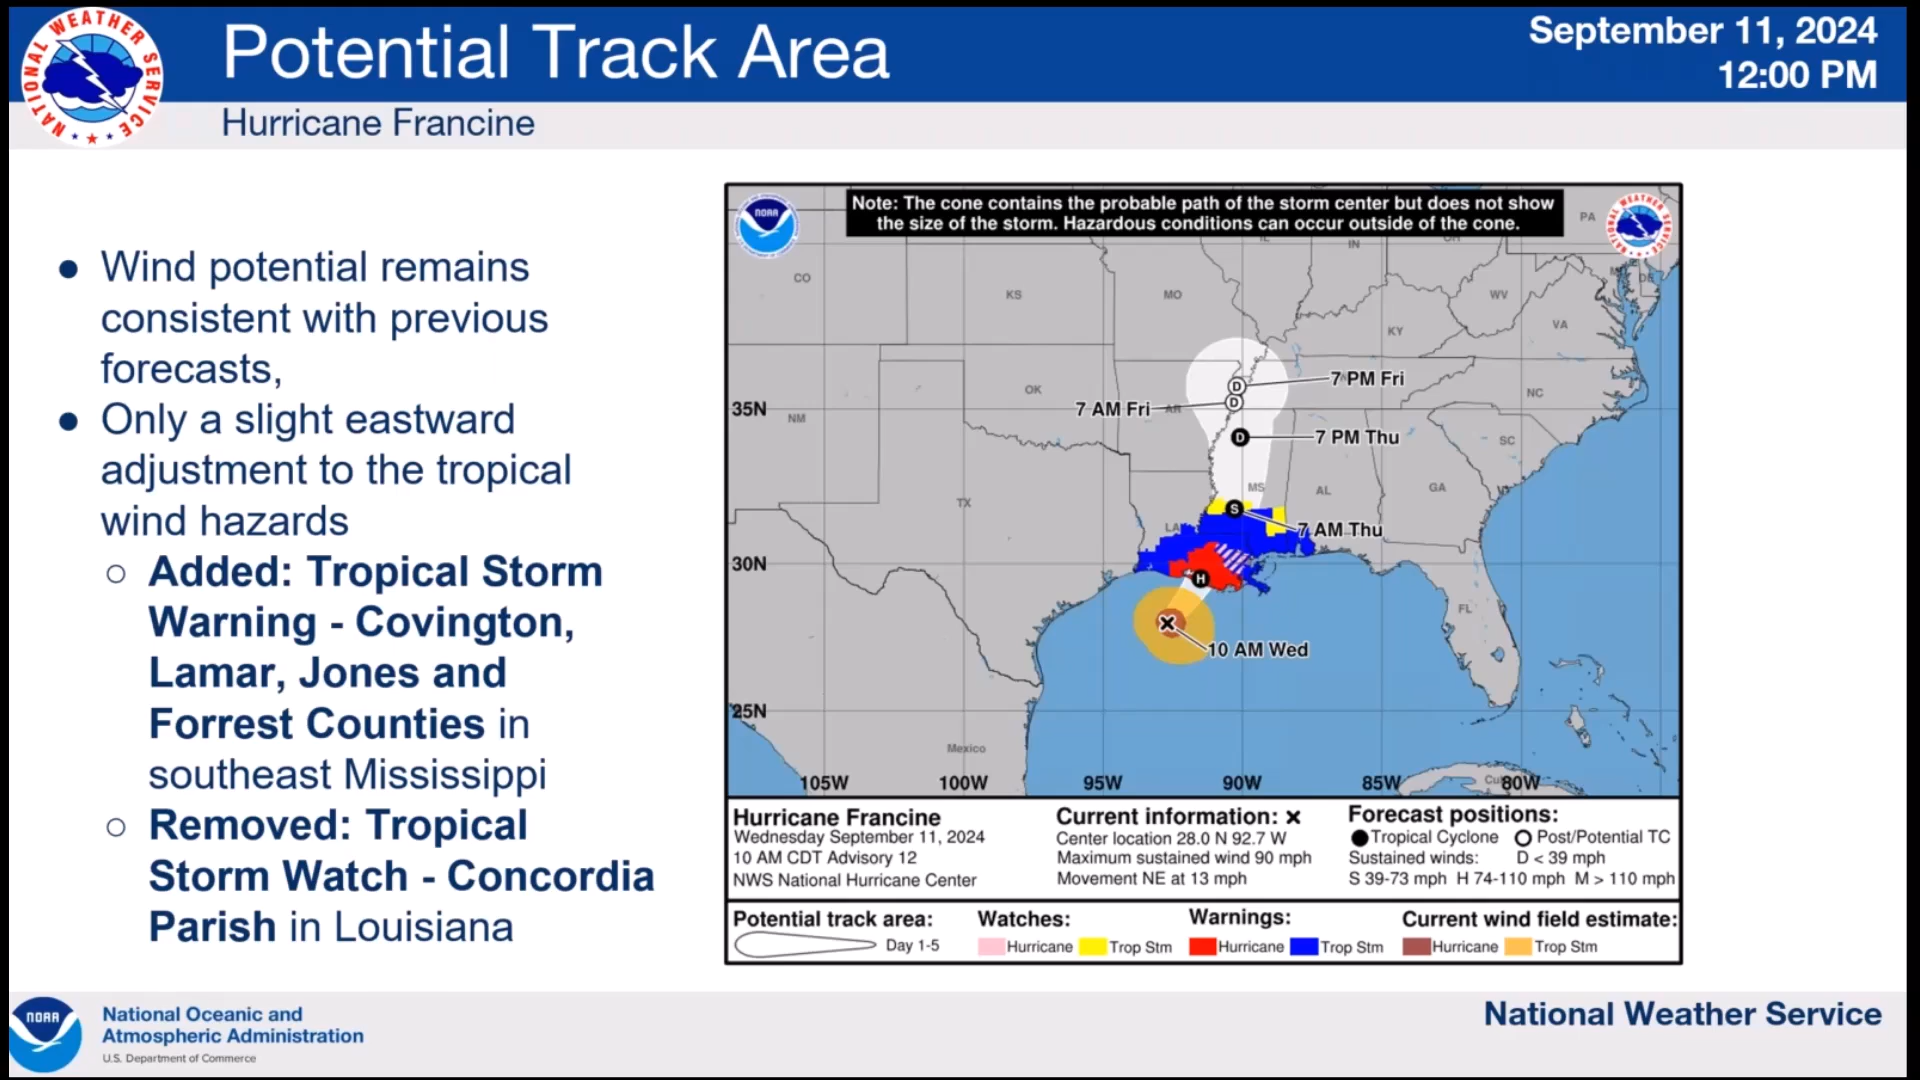 Potential Track Area
September 11, 2024
12:00 PM
NATIONAL WEATHER SERVICE
Hurricane Francine
● Wind potential remains
consistent with previous
forecasts,
● Only a slight eastward
adjustment to the tropical
wind hazards
○ Added: Tropical Storm
Warning - Covington,
Lamar, Jones and
Forrest Counties in
southeast Mississippi
○ Removed: Tropical
Storm Watch - Concordia
Parish in Louisiana
NOAA
Note: The cone contains the probable path of the storm center but does not show
the size of the storm. Hazardous conditions can occur outside of the cone.
PA
IL
IN
OH
CO
KS
MO
WV
DE
KY
VA
7 PM Fri
OK
NC
35N
NM
7 AM Fri
AR
7 PM Thu
SC
TX
MS
AL
GA
LA
7 AM Thu
30N
FL
10 AM Wed
25N
Mexico
105W
100W
95W
90W
85W
80W
D
D
D
S
H
Hurricane Francine
Wednesday September 11, 2024
10 AM CDT Advisory 12
NWS National Hurricane Center
Current information: ×
Center location 28.0 N 92.7 W
Maximum sustained wind 90 mph
Movement NE at 13 mph
Forecast positions:
Tropical Cyclone Post/Potential TC
Sustained winds: D < 39 mph
S 39-73 mph H 74-110 mph M > 110 mph
Potential track area:
Day 1-5
Watches:
Hurricane Trop Stm
Warnings:
Hurricane Trop Stm
Current wind field estimate:
Hurricane Trop Stm
NOAA
National Oceanic and
Atmospheric Administration
U.S. Department of Commerce
National Weather Service